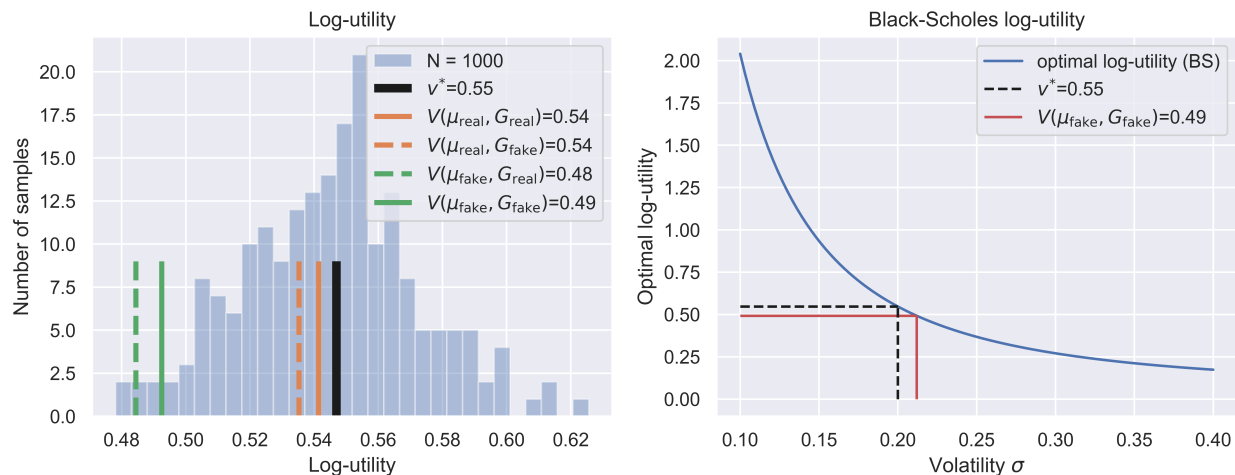 Log-utility
Number of samples
20.0
17.5
15.0
12.5
10.0
7.5
5.0
2.5
0.0
N = 1000
v*=0.55
V(μreal, Greal)=0.54
V(μreal, Gfake)=0.54
V(μfake, Greal)=0.48
V(μfake, Gfake)=0.49
0.48 0.50 0.52 0.54 0.56 0.58 0.60 0.62
Log-utility
Black-Scholes log-utility
Optimal log-utility
2.00
1.75
1.50
1.25
1.00
0.75
0.50
0.25
0.00
optimal log-utility (BS)
v*=0.55
V(μfake, Gfake)=0.49
0.10 0.15 0.20 0.25 0.30 0.35 0.40
Volatility σ